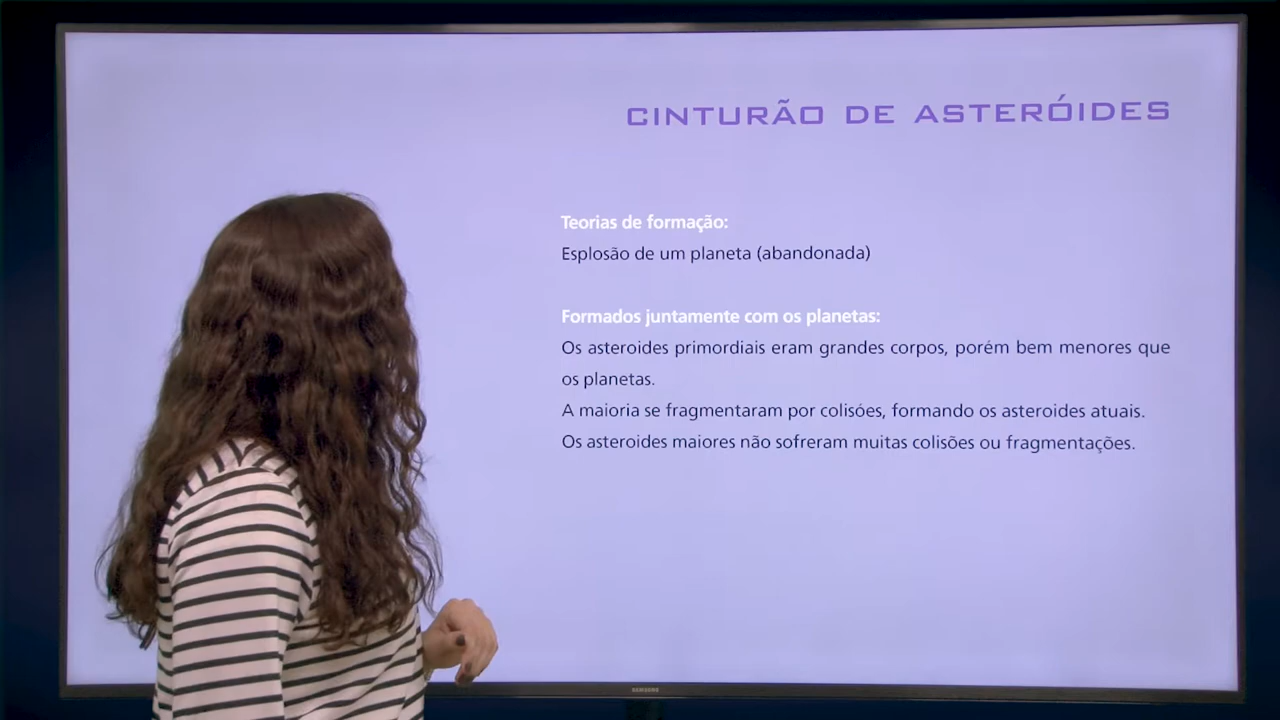 CINTURÃO DE ASTERÓIDES
Teorias de formação:
Esplosão de um planeta (abandonada)
Formados juntamente com os planetas:
Os asteroides primordiais eram grandes corpos, porém bem menores que
os planetas.
A maioria se fragmentaram por colisóes, formando os asteroides atuais.
Os asteroides maiores não sofreram muitas colisões ou fragmentações.
SAMSUNG